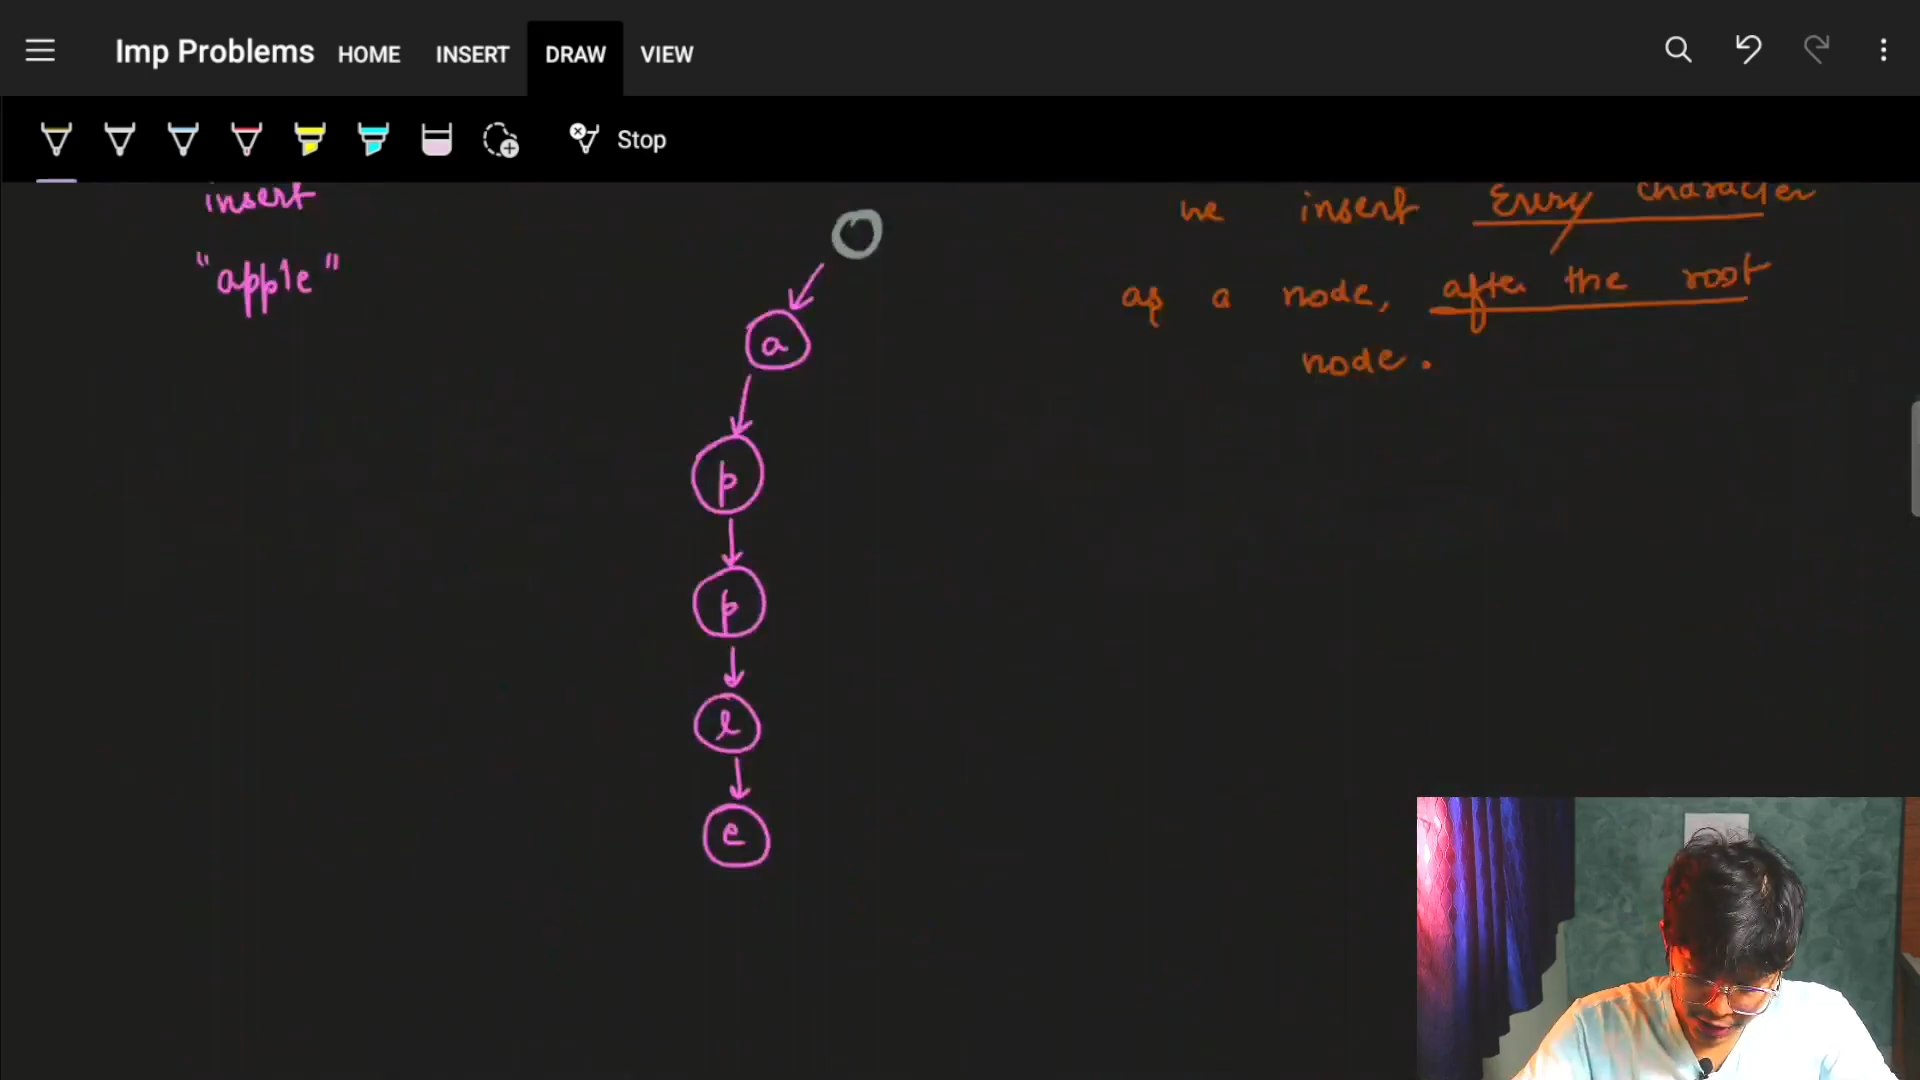 Imp Problems HOME INSERT DRAW VIEW
Stop
insert
"apple"
a
p
p
l
e
we insert Every character
as a node, after the root
node.